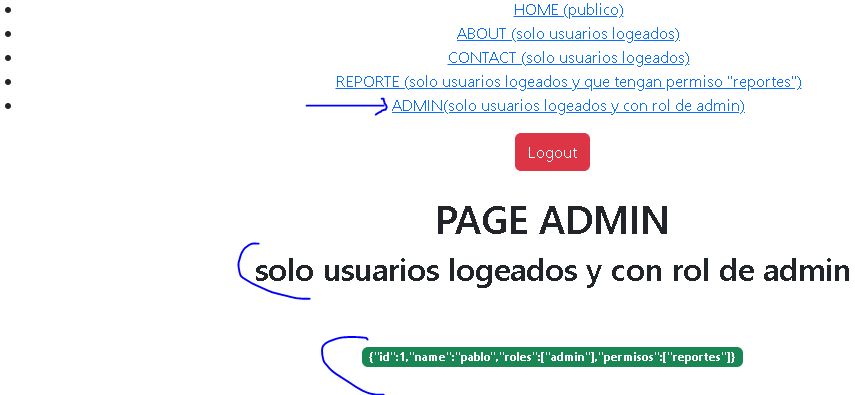 HOME (publico)
ABOUT (solo usuarios logeados)
CONTACT (solo usuarios logeados)
REPORTE (solo usuarios logeados y que tengan permiso "reportes")
ADMIN(solo usuarios logeados y con rol de admin)
Logout
PAGE ADMIN
solo usuarios logeados y con rol de admin
{"id":1,"name":"pablo","roles":["admin"],"permisos":["reportes"]}